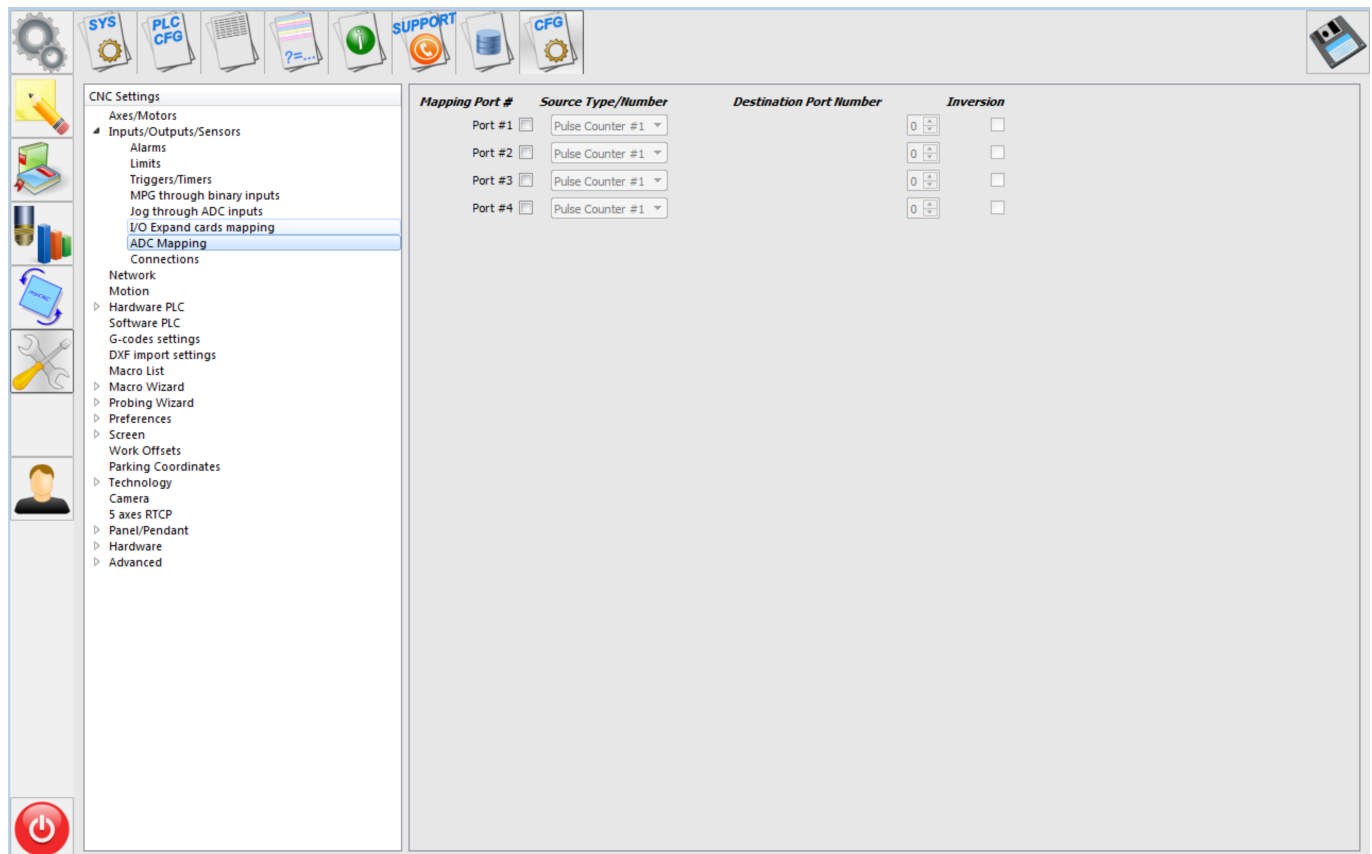 SYS
PLC
CFG
?=...
i
SUPPORT
CFG
CNC Settings
Axes/Motors
Inputs/Outputs/Sensors
Alarms
Limits
Triggers/Timers
MPG through binary inputs
Jog through ADC inputs
I/O Expand cards mapping
ADC Mapping
Connections
Network
Motion
Hardware PLC
Software PLC
G-codes settings
DXF import settings
Macro List
Macro Wizard
Probing Wizard
Preferences
Screen
Work Offsets
Parking Coordinates
Technology
Camera
5 axes RTCP
Panel/Pendant
Hardware
Advanced
myCNC
Mapping Port # Source Type/Number Destination Port Number Inversion
Port #1 Pulse Counter #1 0
Port #2 Pulse Counter #1 0
Port #3 Pulse Counter #1 0
Port #4 Pulse Counter #1 0